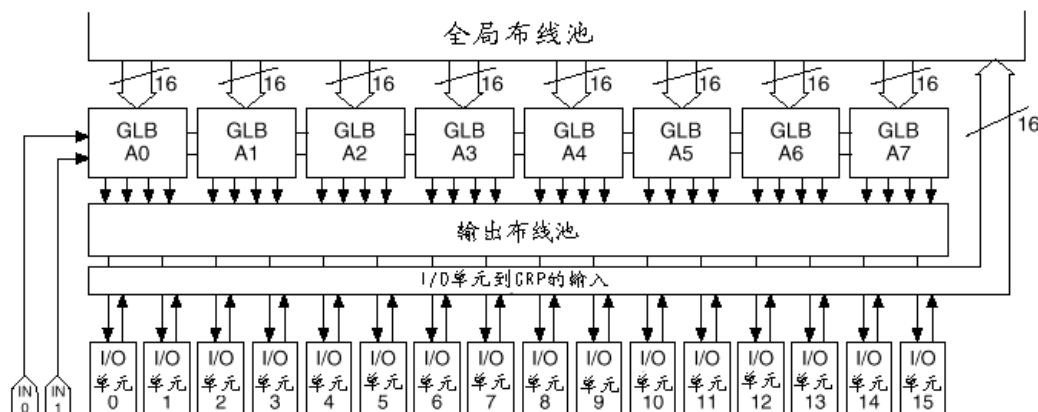 全局布线池
16 16 16 16 16 16 16 16
16
GLB GLB GLB GLB GLB GLB GLB GLB
A0 A1 A2 A3 A4 A5 A6 A7
输出布线池
I/O单元到GRP的输入
I/O I/O I/O I/O I/O I/O I/O I/O I/O I/O I/O I/O I/O I/O I/O I/O
单元 单元 单元 单元 单元 单元 单元 单元 单元 单元 单元 单元 单元 单元 单元 单元
0 1 2 3 4 5 6 7 8 9 10 11 12 13 14 15
IN IN
0 1